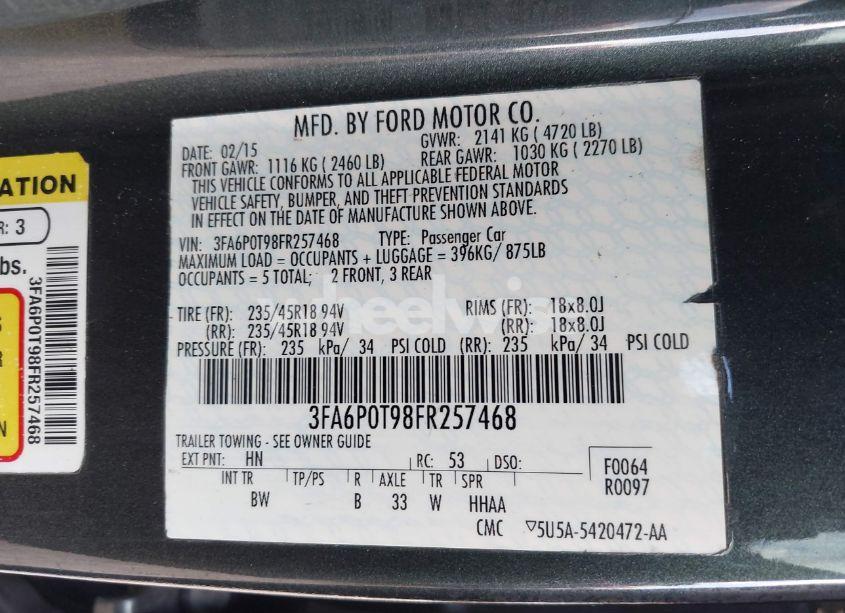 MFD. BY FORD MOTOR CO.
DATE: 02/15 GVWR: 2141 KG ( 4720 LB)
FRONT GAWR: 1116 KG ( 2460 LB) REAR GAWR: 1030 KG ( 2270 LB)
THIS VEHICLE CONFORMS TO ALL APPLICABLE FEDERAL MOTOR
VEHICLE SAFETY, BUMPER, AND THEFT PREVENTION STANDARDS
IN EFFECT ON THE DATE OF MANUFACTURE SHOWN ABOVE.
VIN: 3FA6P0T98FR257468 TYPE: Passenger Car
MAXIMUM LOAD = OCCUPANTS + LUGGAGE = 396KG/ 875LB
OCCUPANTS = 5 TOTAL; 2 FRONT, 3 REAR
TIRE (FR): 235/45R18 94V RIMS (FR): 18x8.0J
(RR): 235/45R18 94V (RR): 18x8.0J
PRESSURE (FR): 235 kPa/ 34 PSI COLD (RR): 235 kPa/ 34 PSI COLD
3FA6P0T98FR257468
TRAILER TOWING - SEE OWNER GUIDE
EXT PNT: HN RC: 53 DSO:
F0064
R0097
INT TR TP/PS R AXLE TR SPR
BW B 33 W HHAA
CMC ▽5U5A-5420472-AA
ATION
R: 3
bs.
S
R
N
3FA6P0T98FR257468
wheelwis